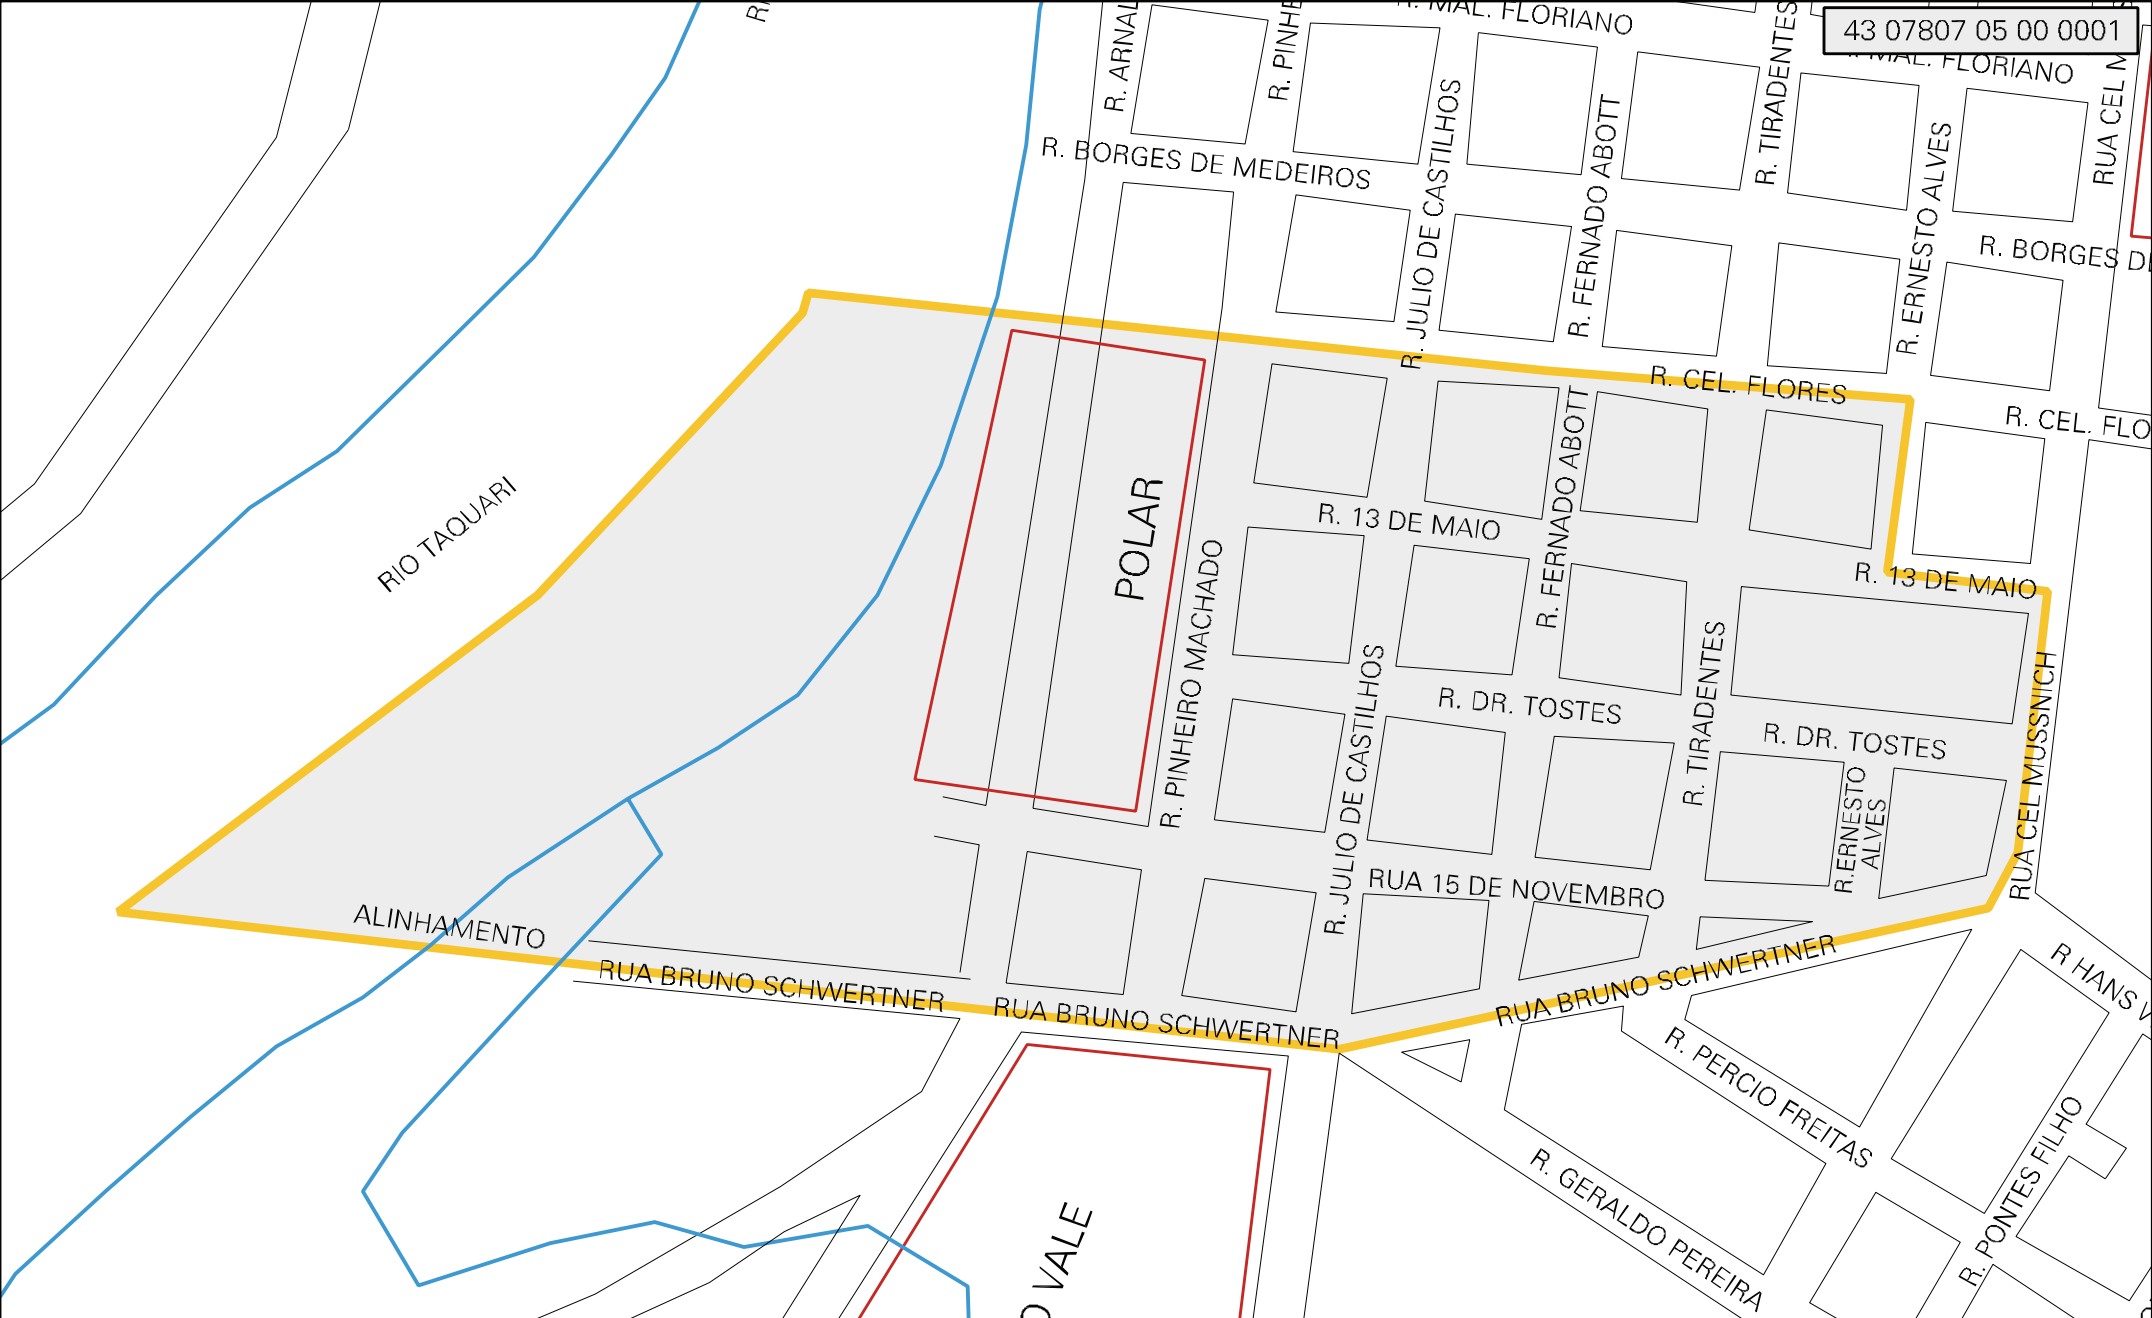 R. MAL. FLORIANO
43 07807 05 00 0001
MAL. FLORIANO
R. ARNAL
R. PINHE
R. TIRADENTES
RUA CEL M
R. JULIO DE CASTILHOS
R. FERNADO ABOTT
R. ERNESTO ALVES
R. BORGES DE MEDEIROS
R. BORGES DE
R. CEL. FLORES
R. CEL. FLO
RIO TAQUARI
POLAR
R. 13 DE MAIO
R. FERNADO ABOTT
R. 13 DE MAIO
R. PINHEIRO MACHADO
R. JULIO DE CASTILHOS
R. DR. TOSTES
R. TIRADENTES
R. DR. TOSTES
RUA CEL MUSSNICH
R.ERNESTO
ALVES
RUA 15 DE NOVEMBRO
ALINHAMENTO
RUA BRUNO SCHWERTNER
RUA BRUNO SCHWERTNER
RUA BRUNO SCHWERTNER
R HANS
R. PERCIO FREITAS
R. PONTES FILHO
R. GERALDO PEREIRA
O VALE